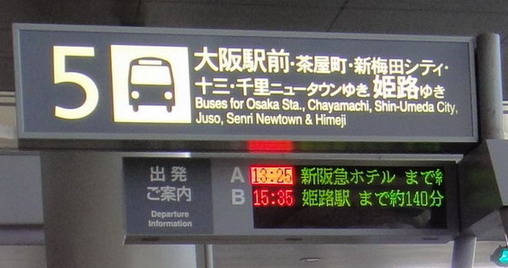 5
大阪駅前・茶屋町・新梅田シティ・
十三・千里ニュータウンゆき 姫路ゆき
Buses for Osaka Sta., Chayamachi, Shin-Umeda City,
Juso, Senri Newtown & Himeji
出発
ご案内
Departure
Information
A 13:25 新阪急ホテル まで約
B 15:35 姫路駅 まで約140分